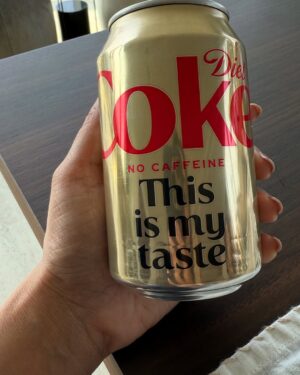 Diet
Coke
NO CAFFEINE
This
is my
taste